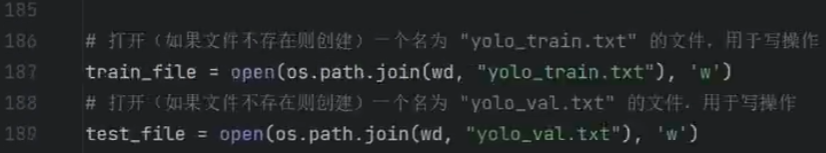 185
186 # 打开（如果文件不存在则创建）一个名为 "yolo_train.txt" 的文件，用于写操作
187 train_file = open(os.path.join(wd, "yolo_train.txt"), 'w')
188 # 打开（如果文件不存在则创建）一个名为 "yolo_val.txt" 的文件，用于写操作
189 test_file = open(os.path.join(wd, "yolo_val.txt"), 'w')